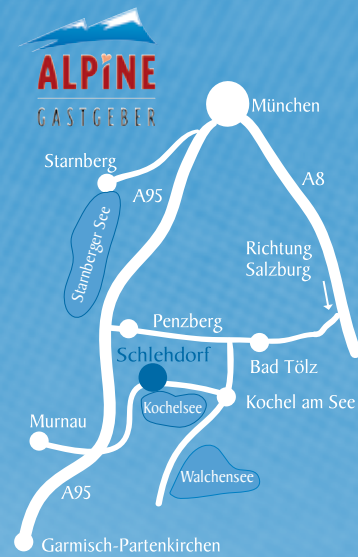 ALPiNE
GASTGEBER
München
Starnberg
A95
A8
Starnberger See
Richtung
Salzburg
Penzberg
Schlehdorf
Bad Tölz
Kochelsee
Kochel am See
Murnau
Walchensee
A95
Garmisch-Partenkirchen